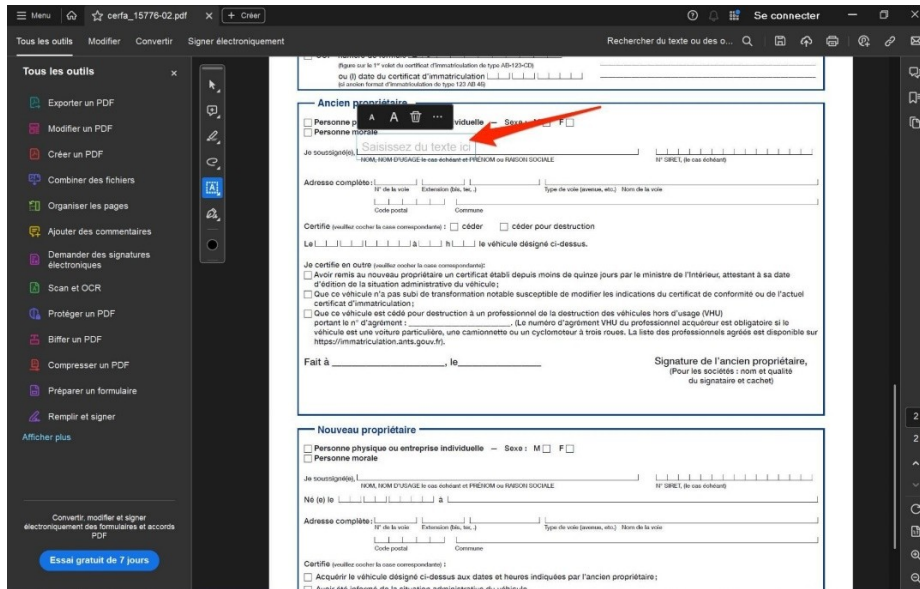 Menu
cerfa_15776-02.pdf
+ Créer
Se connecter
Tous les outils Modifier Convertir Signer électroniquement
Rechercher du texte ou des o...
Tous les outils
Exporter un PDF
Modifier un PDF
Créer un PDF
Combiner des fichiers
Organiser les pages
Ajouter des commentaires
Demander des signatures
électroniques
Scan et OCR
Protéger un PDF
Biffer un PDF
Compresser un PDF
Préparer un formulaire
Remplir et signer
Afficher plus
Convertir, modifier et signer
électroniquement des formulaires et accords
PDF
Essai gratuit de 7 jours
(figure sur le 1er volet du certificat d'immatriculation de type AB-123-CD)
ou (I) date du certificat d'immatriculation
(si ancien format d'immatriculation de type 123 AB 45)
Ancien propriétaire
Personne p viduelle — Sexe : M F
Personne morale
A A ...
Saisissez du texte ici
Je soussigné(e),
NOM, NOM D'USAGE le cas échéant et PRÉNOM ou RAISON SOCIALE
N° SIRET, (le cas échéant)
Adresse complète :
N° de la voie Extension (bis, ter,.) Type de voie (avenue, etc.) Nom de la voie
Code postal Commune
Certifie (veuillez cocher la case correspondante) : céder céder pour destruction
Le à h le véhicule désigné ci-dessus.
Je certifie en outre (veuillez cocher la case correspondante):
Avoir remis au nouveau propriétaire un certificat établi depuis moins de quinze jours par le ministre de l'Intérieur, attestant à sa date
d'édition de la situation administrative du véhicule ;
Que ce véhicule n'a pas subi de transformation notable susceptible de modifier les indications du certificat de conformité ou de l'actuel
certificat d'immatriculation ;
Que ce véhicule est cédé pour destruction à un professionnel de la destruction des véhicules hors d'usage (VHU)
portant le n° d'agrément : . (Le numéro d'agrément VHU du professionnel acquéreur est obligatoire si le
véhicule est une voiture particulière, une camionnette ou un cyclomoteur à trois roues. La liste des professionnels agréés est disponible sur
https://immatriculation.ants.gouv.fr).
Fait à , le
Signature de l'ancien propriétaire,
(Pour les sociétés : nom et qualité
du signataire et cachet)
Nouveau propriétaire
Personne physique ou entreprise individuelle — Sexe : M F
Personne morale
Je soussigné(e),
NOM, NOM D'USAGE le cas échéant et PRÉNOM ou RAISON SOCIALE
N° SIRET, (le cas échéant)
Né (e) le à
Adresse complète :
N° de la voie Extension (bis, ter,.) Type de voie (avenue, etc.) Nom de la voie
Code postal Commune
Certifie (veuillez cocher la case correspondante) :
Acquérir le véhicule désigné ci-dessus aux dates et heures indiquées par l'ancien propriétaire ;
Avoir été informé de la situation administrative du véhicule.
2
2